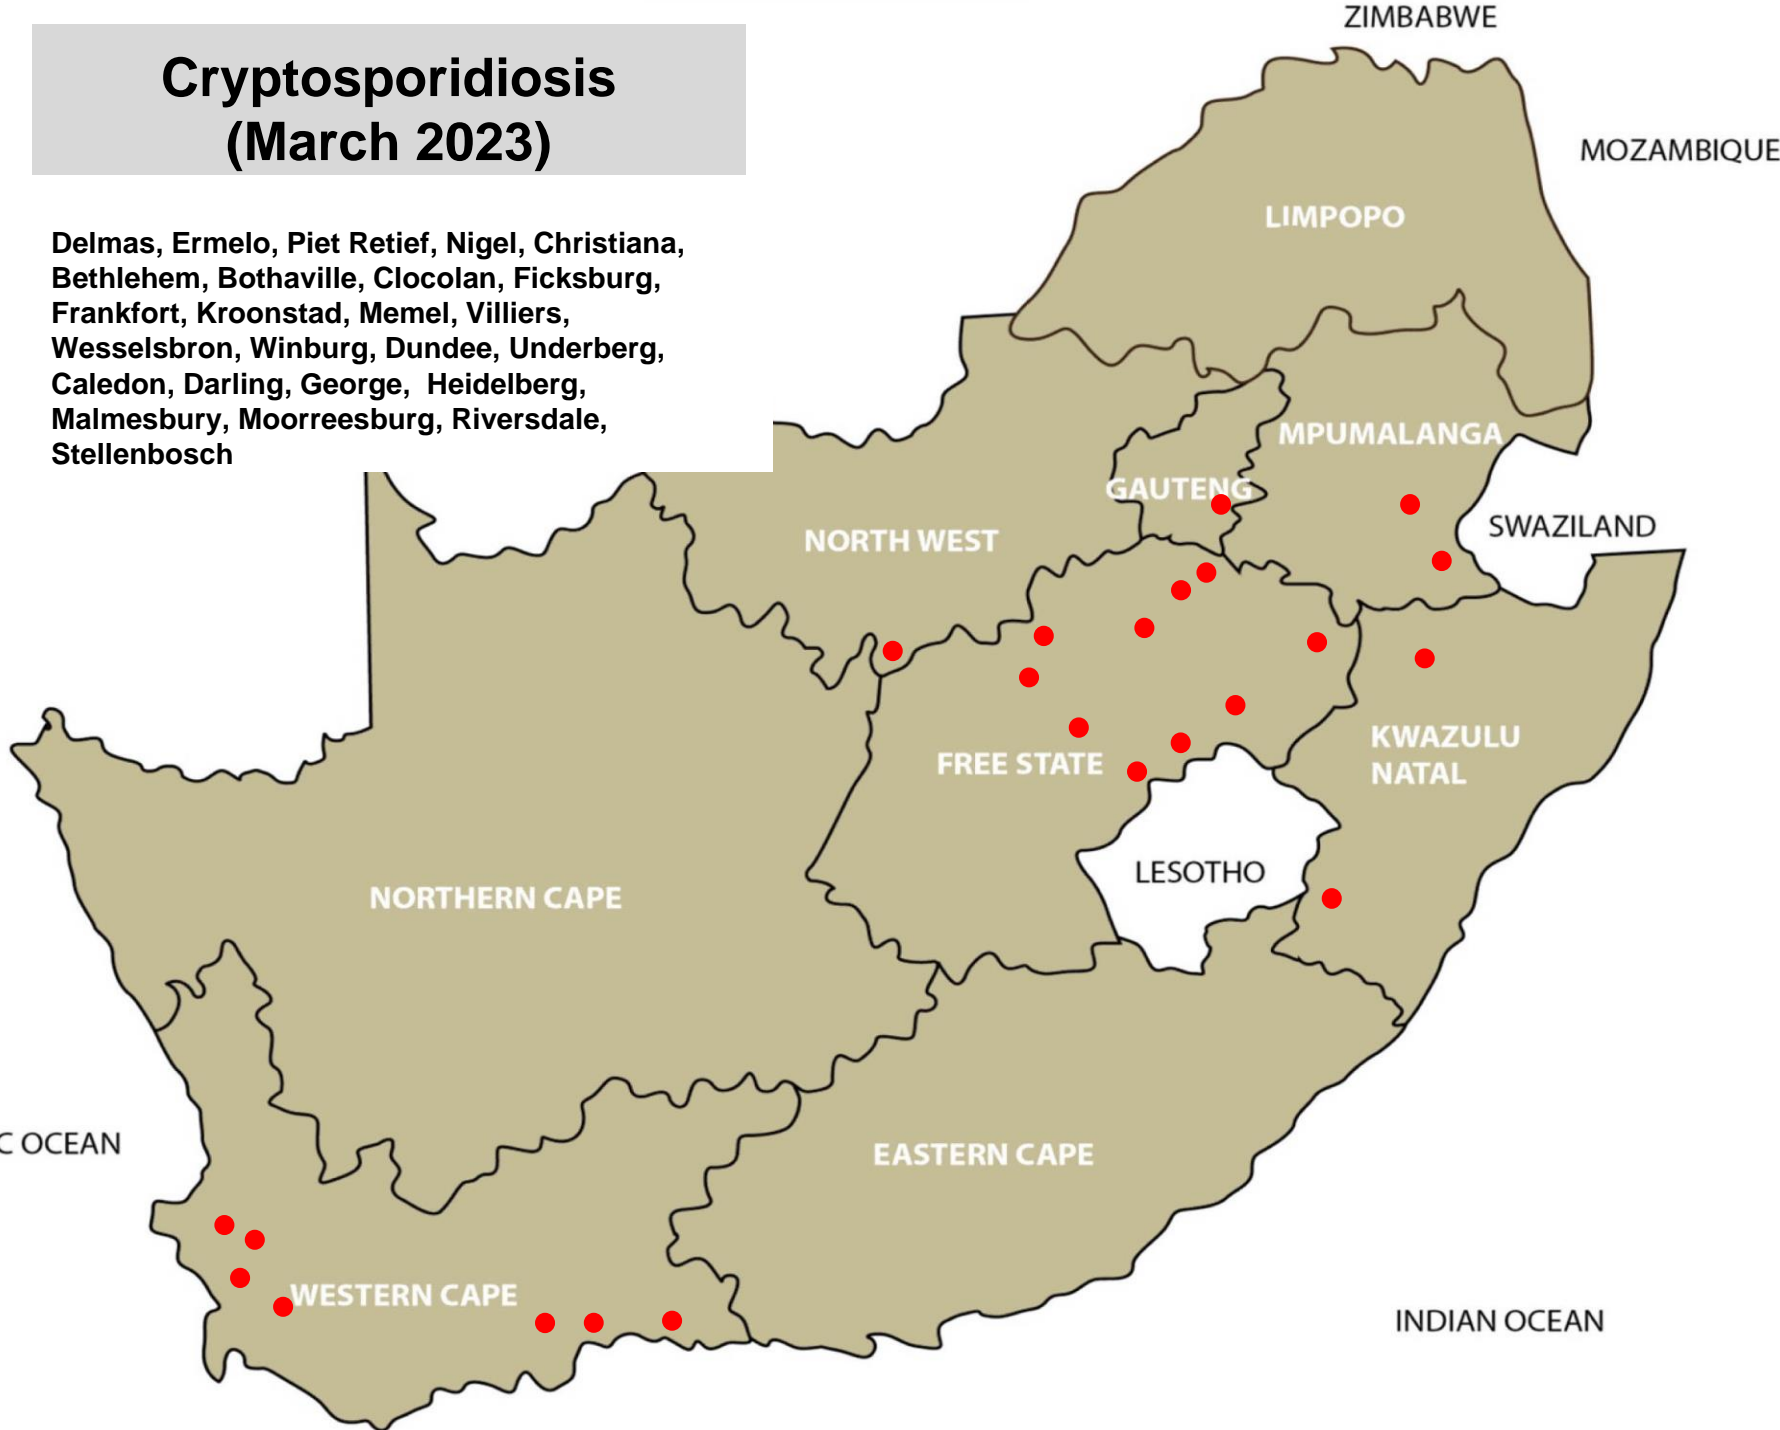 Cryptosporidiosis
(March 2023)
Delmas, Ermelo, Piet Retief, Nigel, Christiana,
Bethlehem, Bothaville, Clocolan, Ficksburg,
Frankfort, Kroonstad, Memel, Villiers,
Wesselsbron, Winburg, Dundee, Underberg,
Caledon, Darling, George, Heidelberg,
Malmesbury, Moorreesburg, Riversdale,
Stellenbosch
ZIMBABWE
MOZAMBIQUE
LIMPOPO
MPUMALANGA
GAUTENG
SWAZILAND
NORTH WEST
KWAZULU
NATAL
FREE STATE
LESOTHO
NORTHERN CAPE
C OCEAN
EASTERN CAPE
WESTERN CAPE
INDIAN OCEAN